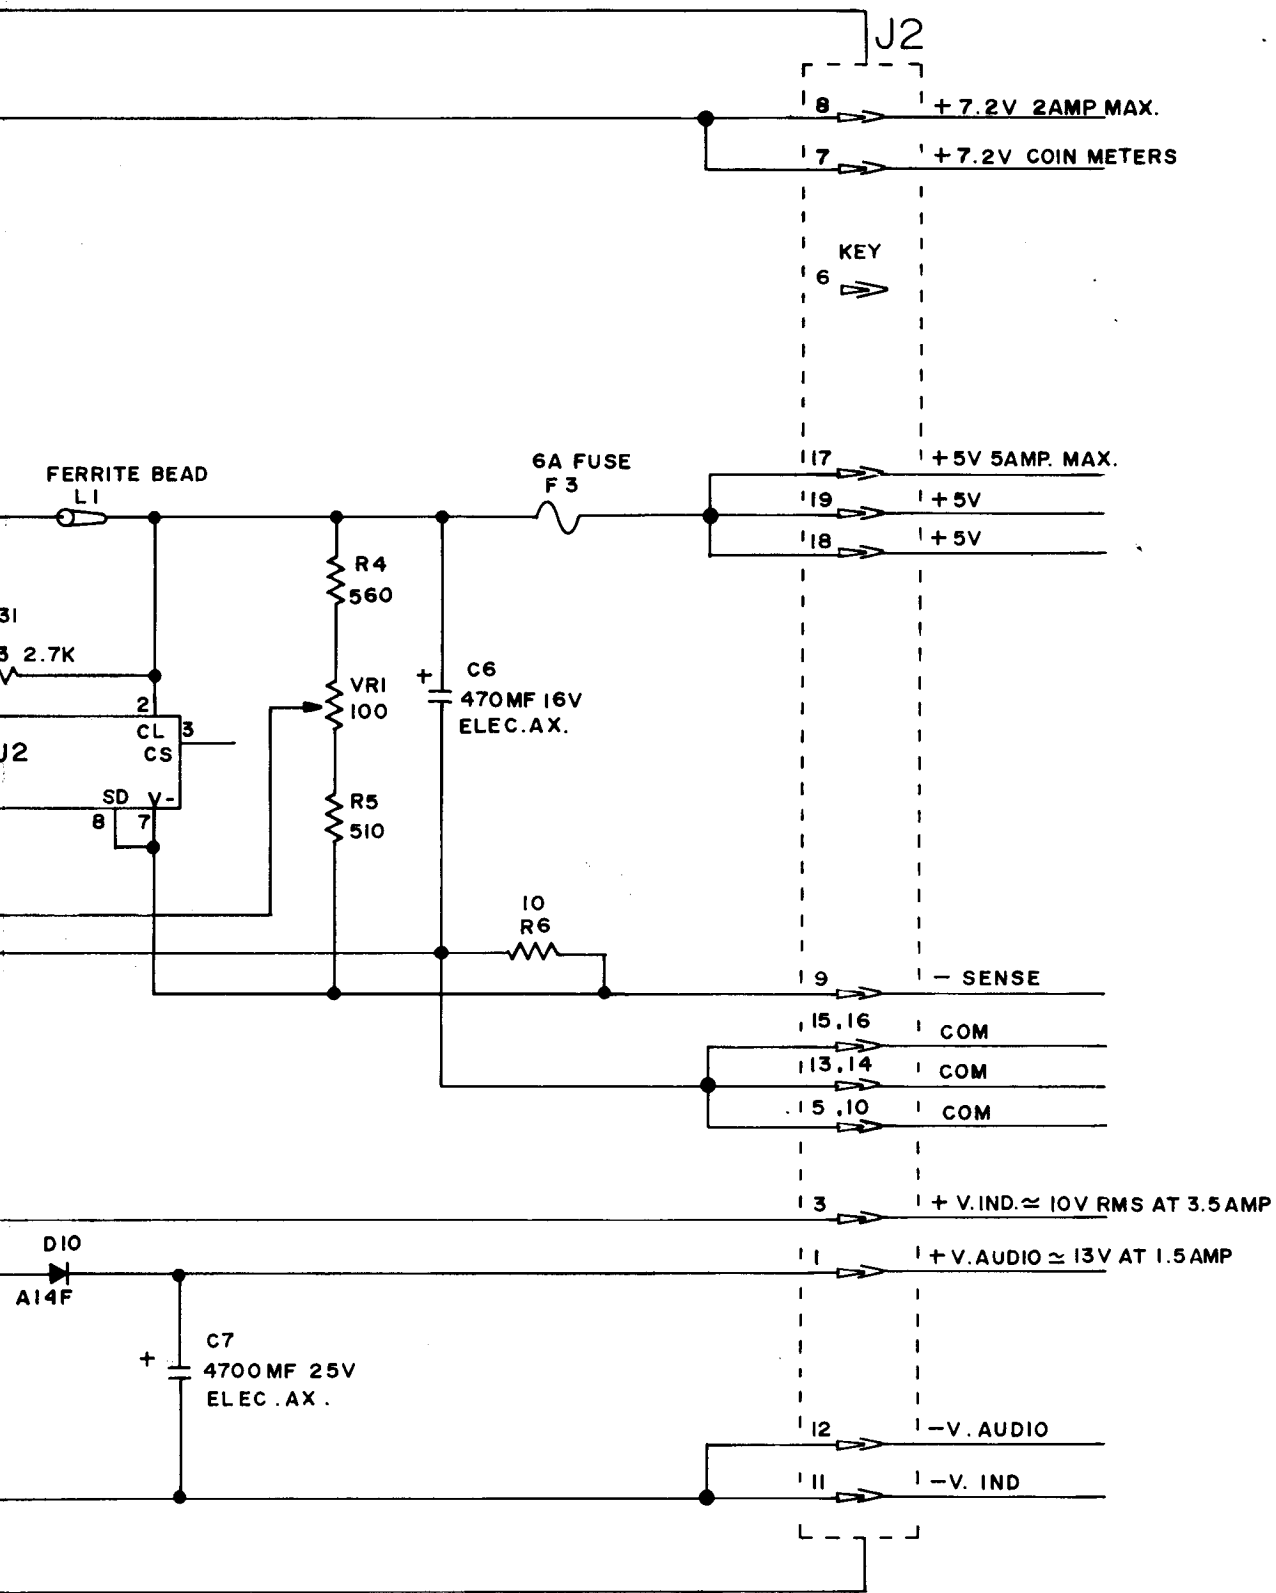 J2
8 +7.2V 2AMP MAX.
7 +7.2V COIN METERS
KEY
6
17 +5V 5AMP. MAX.
19 +5V
18 +5V
FERRITE BEAD
L1
6A FUSE
F3
R4
560
31
3 2.7K
VR1
100
C6
+ 470MF 16V
ELEC.AX.
2
CL 3
CS
J2
SD V-
8 7
R5
510
10
R6
9 - SENSE
15,16 COM
13,14 COM
5,10 COM
3 + V.IND.≃ 10V RMS AT 3.5AMP
1 +V.AUDIO ≃ 13V AT 1.5AMP
D10
A14F
C7
+ 4700MF 25V
ELEC.AX.
12 -V.AUDIO
11 -V. IND